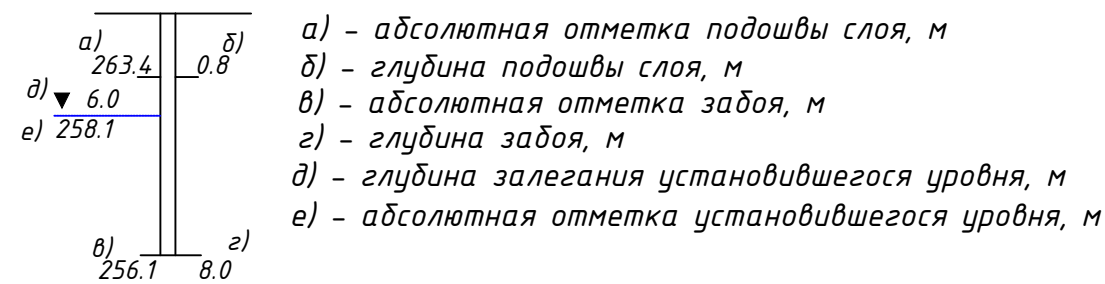 а) б)
263.4 0.8
д) 6.0
е) 258.1
в) г)
256.1 8.0
а) - абсолютная отметка подошвы слоя, м
б) - глубина подошвы слоя, м
в) - абсолютная отметка забоя, м
г) - глубина забоя, м
д) - глубина залегания установившегося уровня, м
е) - абсолютная отметка установившегося уровня, м